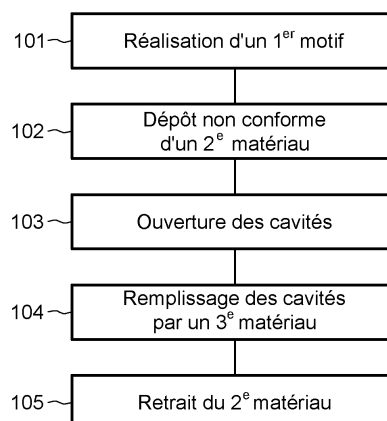 101 Réalisation d'un 1er motif
102 Dépôt non conforme
d'un 2e matériau
103 Ouverture des cavités
104 Remplissage des cavités
par un 3e matériau
105 Retrait du 2e matériau